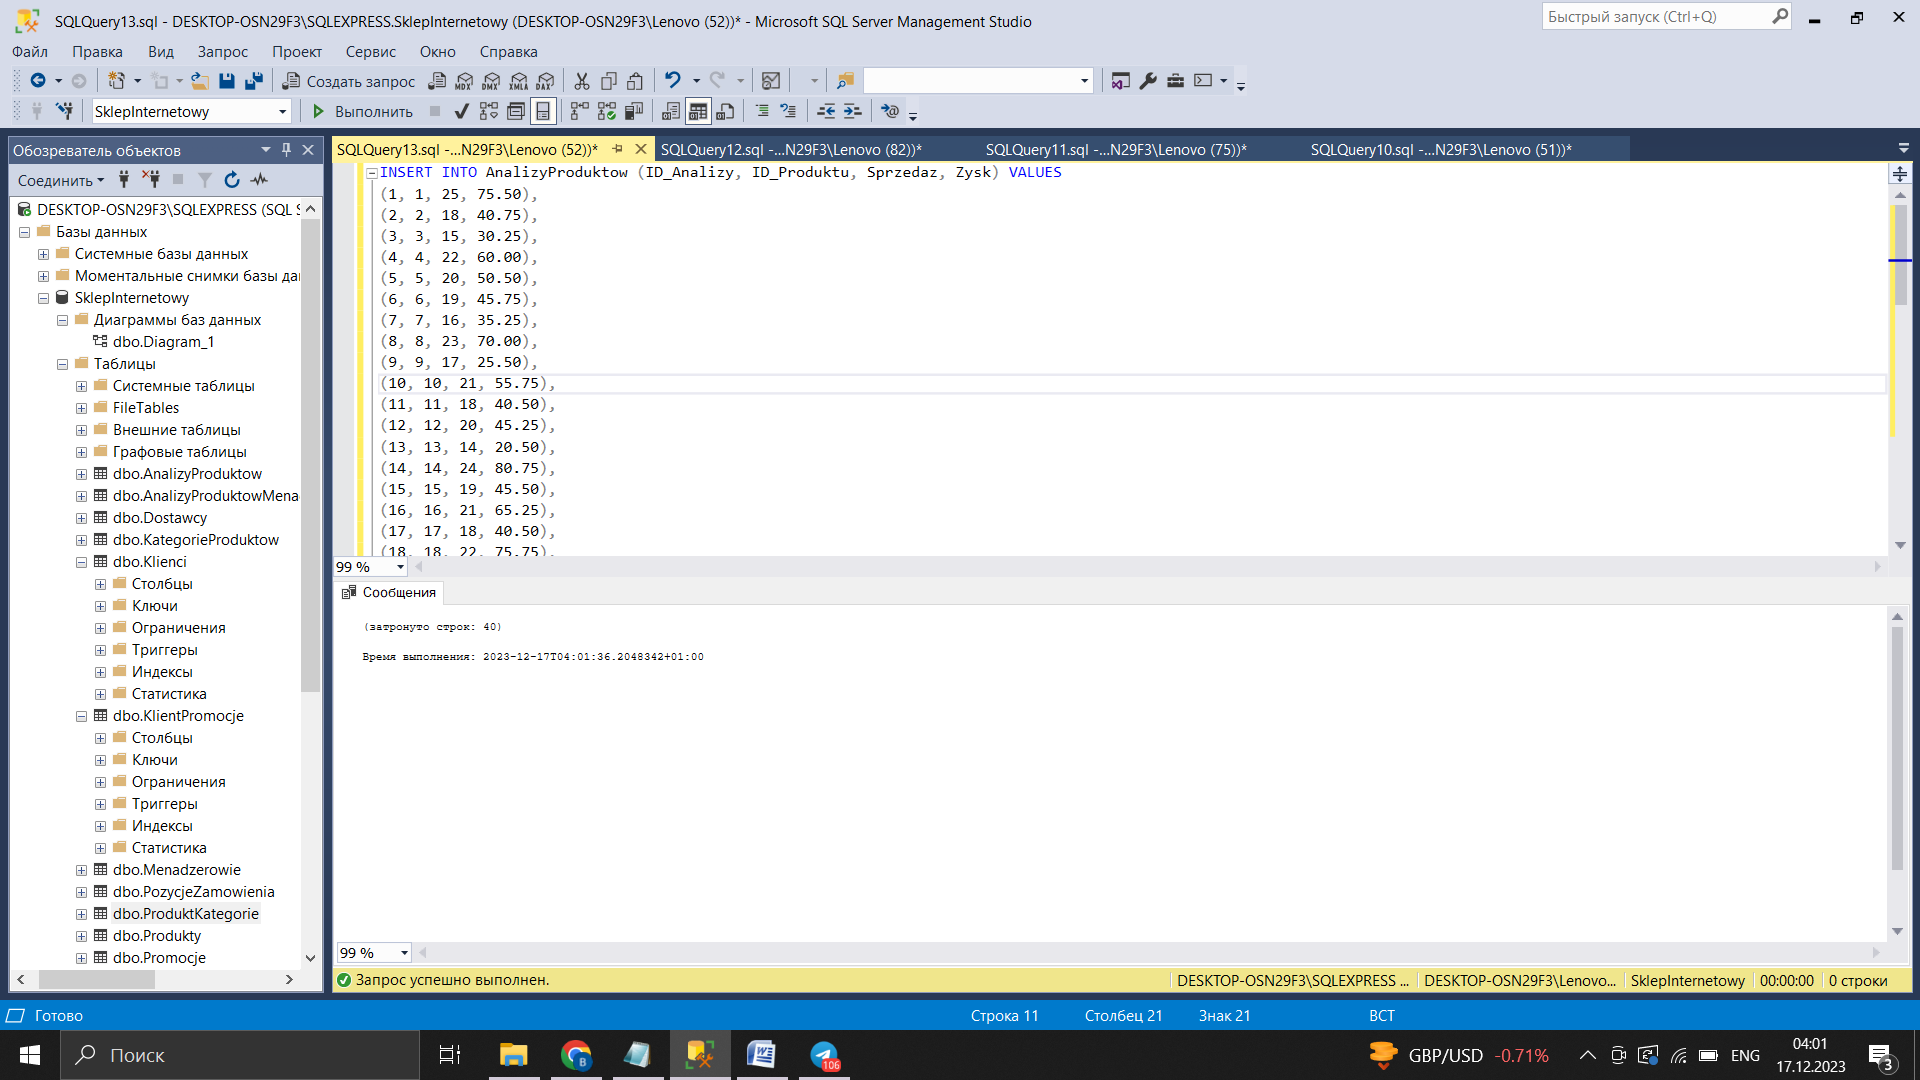 SQLQuery13.sql - DESKTOP-OSN29F3\SQLEXPRESS.SklepInternetowy (DESKTOP-OSN29F3\Lenovo (52))* - Microsoft SQL Server Management Studio
Быстрый запуск (Ctrl+Q)
Файл Правка Вид Запрос Проект Сервис Окно Справка
Создать запрос MDX DMX XMLA DAX
SklepInternetowy Выполнить
Обозреватель объектов
SQLQuery13.sql -...N29F3\Lenovo (52))* SQLQuery12.sql -...N29F3\Lenovo (82))* SQLQuery11.sql -...N29F3\Lenovo (75))* SQLQuery10.sql -...N29F3\Lenovo (51))*
Соединить
DESKTOP-OSN29F3\SQLEXPRESS (SQL S
Базы данных
Системные базы данных
Моментальные снимки базы да
SklepInternetowy
Диаграммы баз данных
dbo.Diagram_1
Таблицы
Системные таблицы
FileTables
Внешние таблицы
Графовые таблицы
dbo.AnalizyProduktow
dbo.AnalizyProduktowMena
dbo.Dostawcy
dbo.KategorieProduktow
dbo.Klienci
Столбцы
Ключи
Ограничения
Триггеры
Индексы
Статистика
dbo.KlientPromocje
Столбцы
Ключи
Ограничения
Триггеры
Индексы
Статистика
dbo.Menadzerowie
dbo.PozycjeZamowienia
dbo.ProduktKategorie
dbo.Produkty
dbo.Promocje
INSERT INTO AnalizyProduktow (ID_Analizy, ID_Produktu, Sprzedaz, Zysk) VALUES
(1, 1, 25, 75.50),
(2, 2, 18, 40.75),
(3, 3, 15, 30.25),
(4, 4, 22, 60.00),
(5, 5, 20, 50.50),
(6, 6, 19, 45.75),
(7, 7, 16, 35.25),
(8, 8, 23, 70.00),
(9, 9, 17, 25.50),
(10, 10, 21, 55.75),
(11, 11, 18, 40.50),
(12, 12, 20, 45.25),
(13, 13, 14, 20.50),
(14, 14, 24, 80.75),
(15, 15, 19, 45.50),
(16, 16, 21, 65.25),
(17, 17, 18, 40.50),
(18, 18, 22, 75.75),
99 %
Сообщения
(затронуто строк: 40)
Время выполнения: 2023-12-17T04:01:36.2048342+01:00
99 %
Запрос успешно выполнен. DESKTOP-OSN29F3\SQLEXPRESS ... DESKTOP-OSN29F3\Lenovo... SklepInternetowy 00:00:00 0 строки
Готово Строка 11 Столбец 21 Знак 21 ВСТ
Поиск
106
GBP/USD -0.71%
ENG
04:01
17.12.2023
3